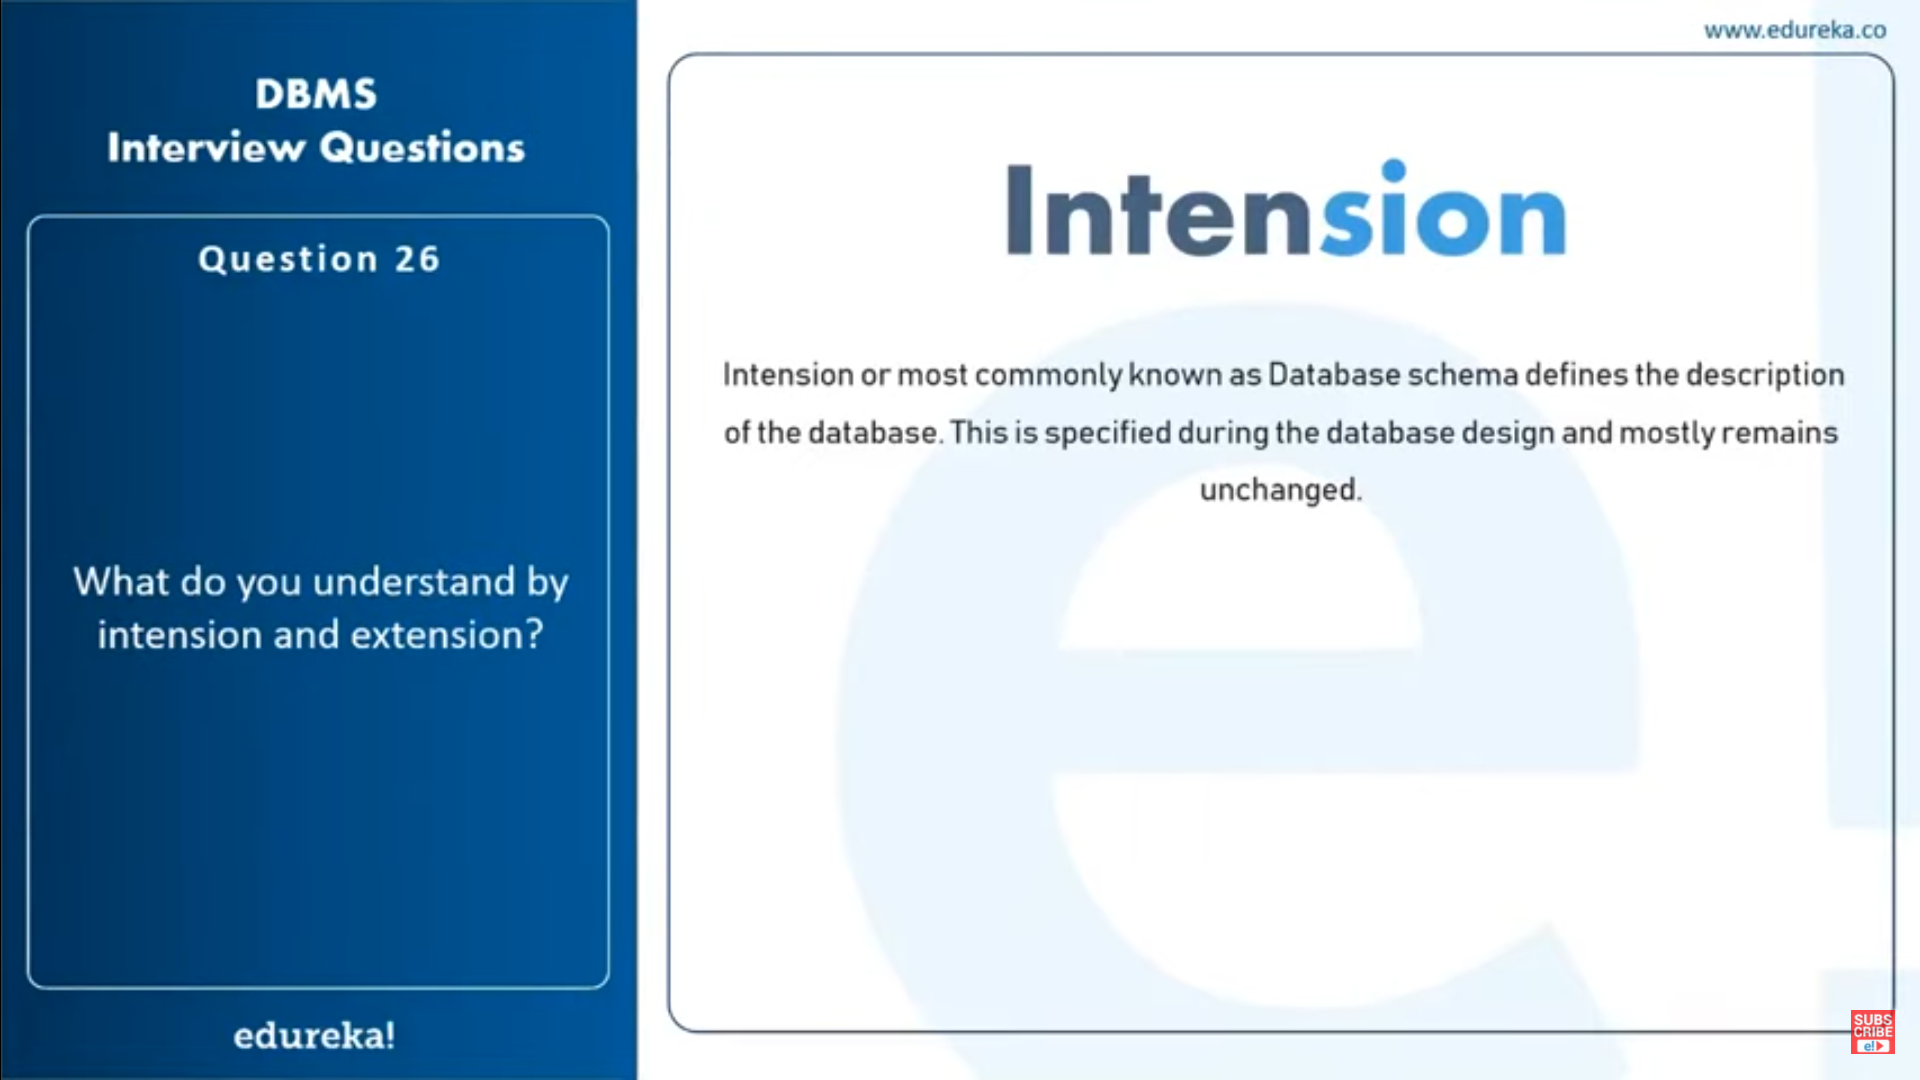 www.edureka.co
DBMS
Interview Questions
Question 26
What do you understand by
intension and extension?
edureka!
Intension
Intension or most commonly known as Database schema defines the description
of the database. This is specified during the database design and mostly remains
unchanged.
SUBS
CRIBE
e!